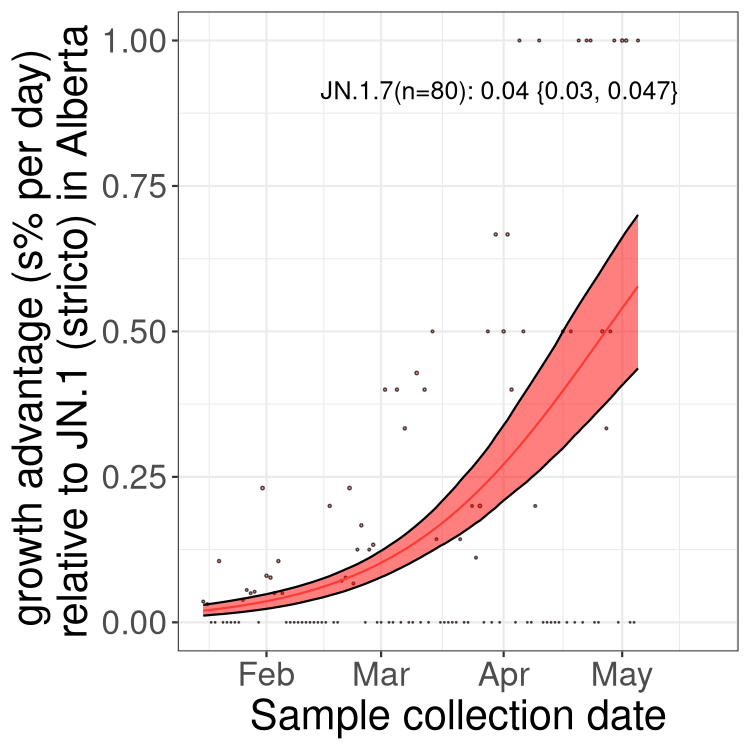 growth advantage (s% per day)
relative to JN.1 (stricto) in Alberta
1.00
0.75
0.50
0.25
0.00
JN.1.7(n=80): 0.04 {0.03, 0.047}
Feb Mar Apr May
Sample collection date